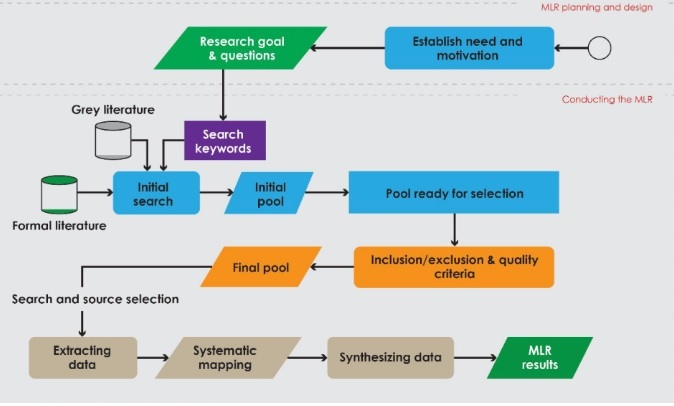 MLR planning and design
Research goal
& questions
Establish need and
motivation
Conducting the MLR
Grey literature
Search
keywords
Initial
search
Initial
pool
Pool ready for selection
Formal literature
Final pool
Inclusion/exclusion & quality
criteria
Search and source selection
Extracting
data
Systematic
mapping
Synthesizing data
MLR
results